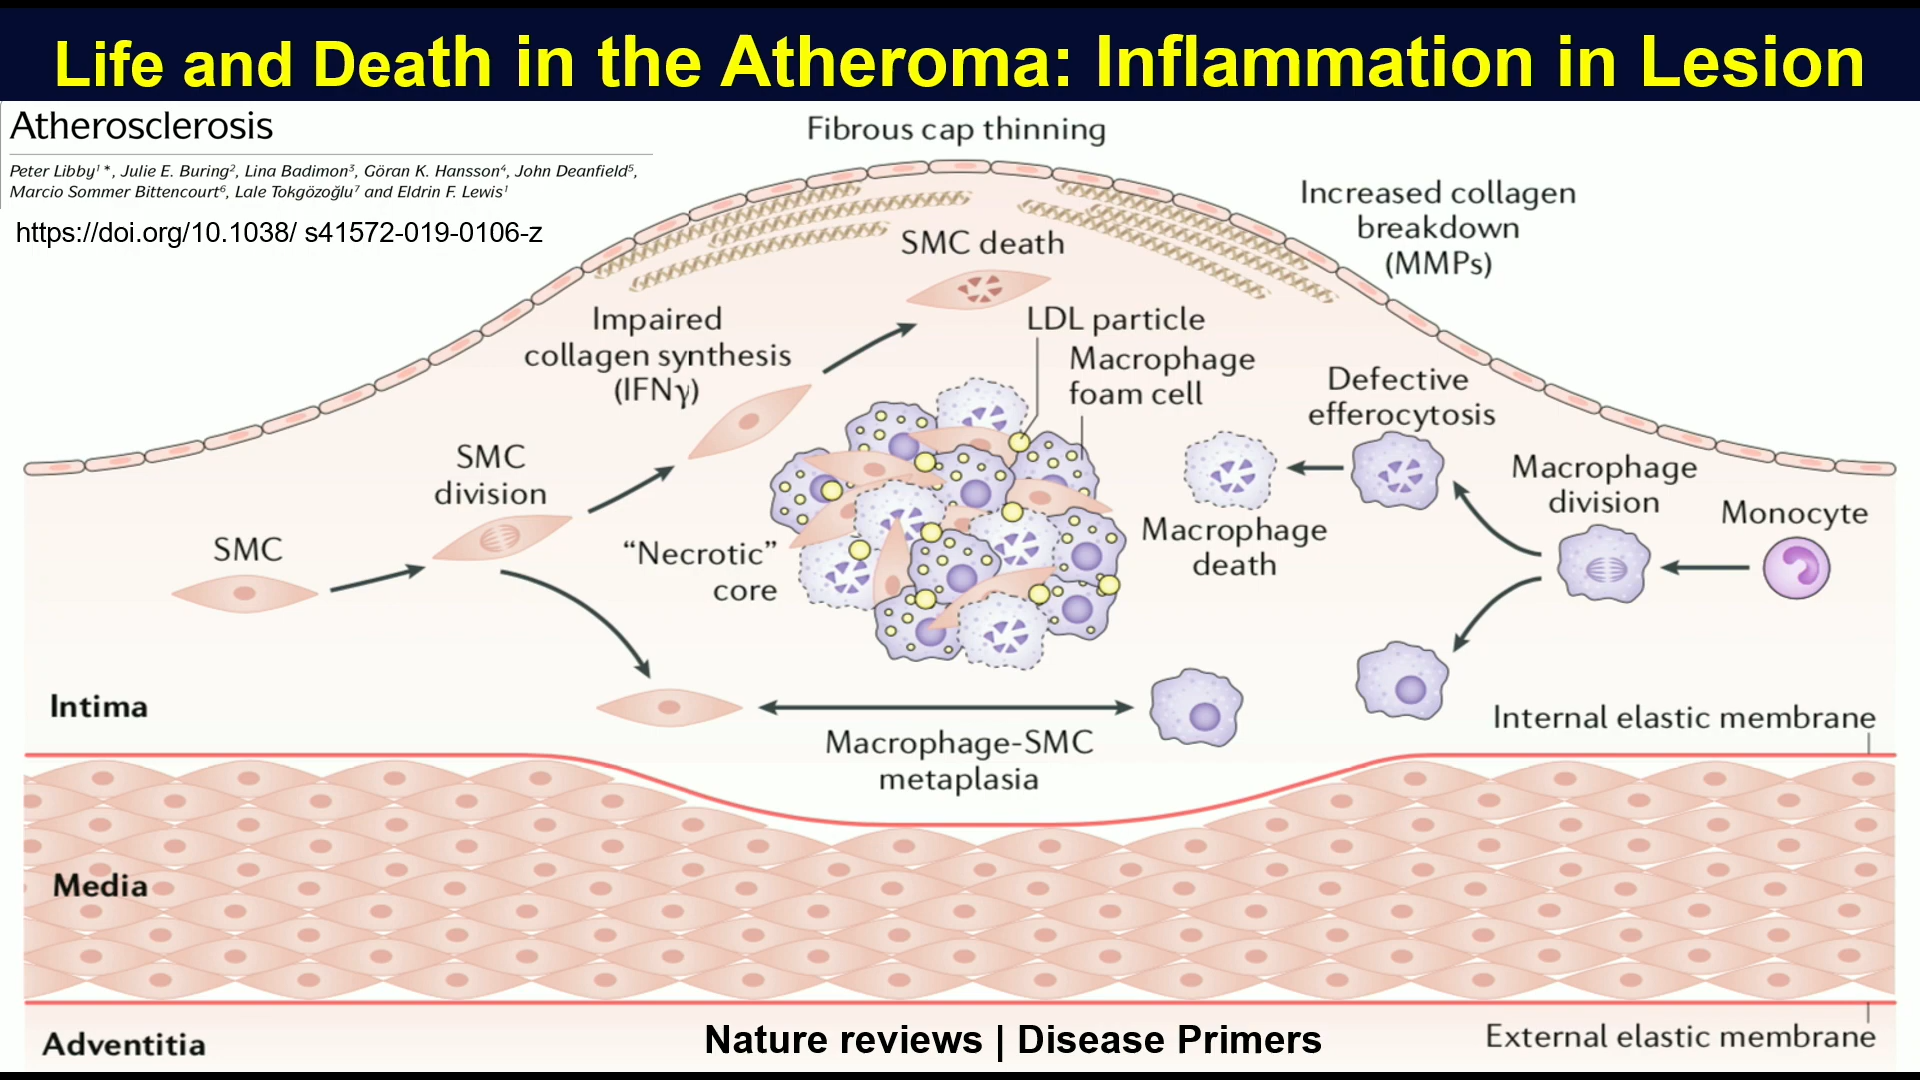 Life and Death in the Atheroma: Inflammation in Lesion
Atherosclerosis
Peter Libby¹*, Julie E. Buring², Lina Badimon³, Göran K. Hansson⁴, John Deanfield⁵,
Marcio Sommer Bittencourt⁶, Lale Tokgözoğlu⁷ and Eldrin F. Lewis¹
https://doi.org/10.1038/ s41572-019-0106-z
Fibrous cap thinning
Increased collagen
breakdown
(MMPs)
SMC death
Impaired
collagen synthesis
(IFNγ)
LDL particle
Macrophage
foam cell
Defective
efferocytosis
SMC
division
Macrophage
division
Monocyte
SMC
"Necrotic"
core
Macrophage
death
Intima
Internal elastic membrane
Macrophage-SMC
metaplasia
Media
Adventitia
Nature reviews | Disease Primers
External elastic membrane